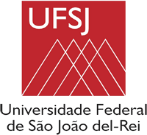 UFSJ
Universidade Federal
de São João del-Rei